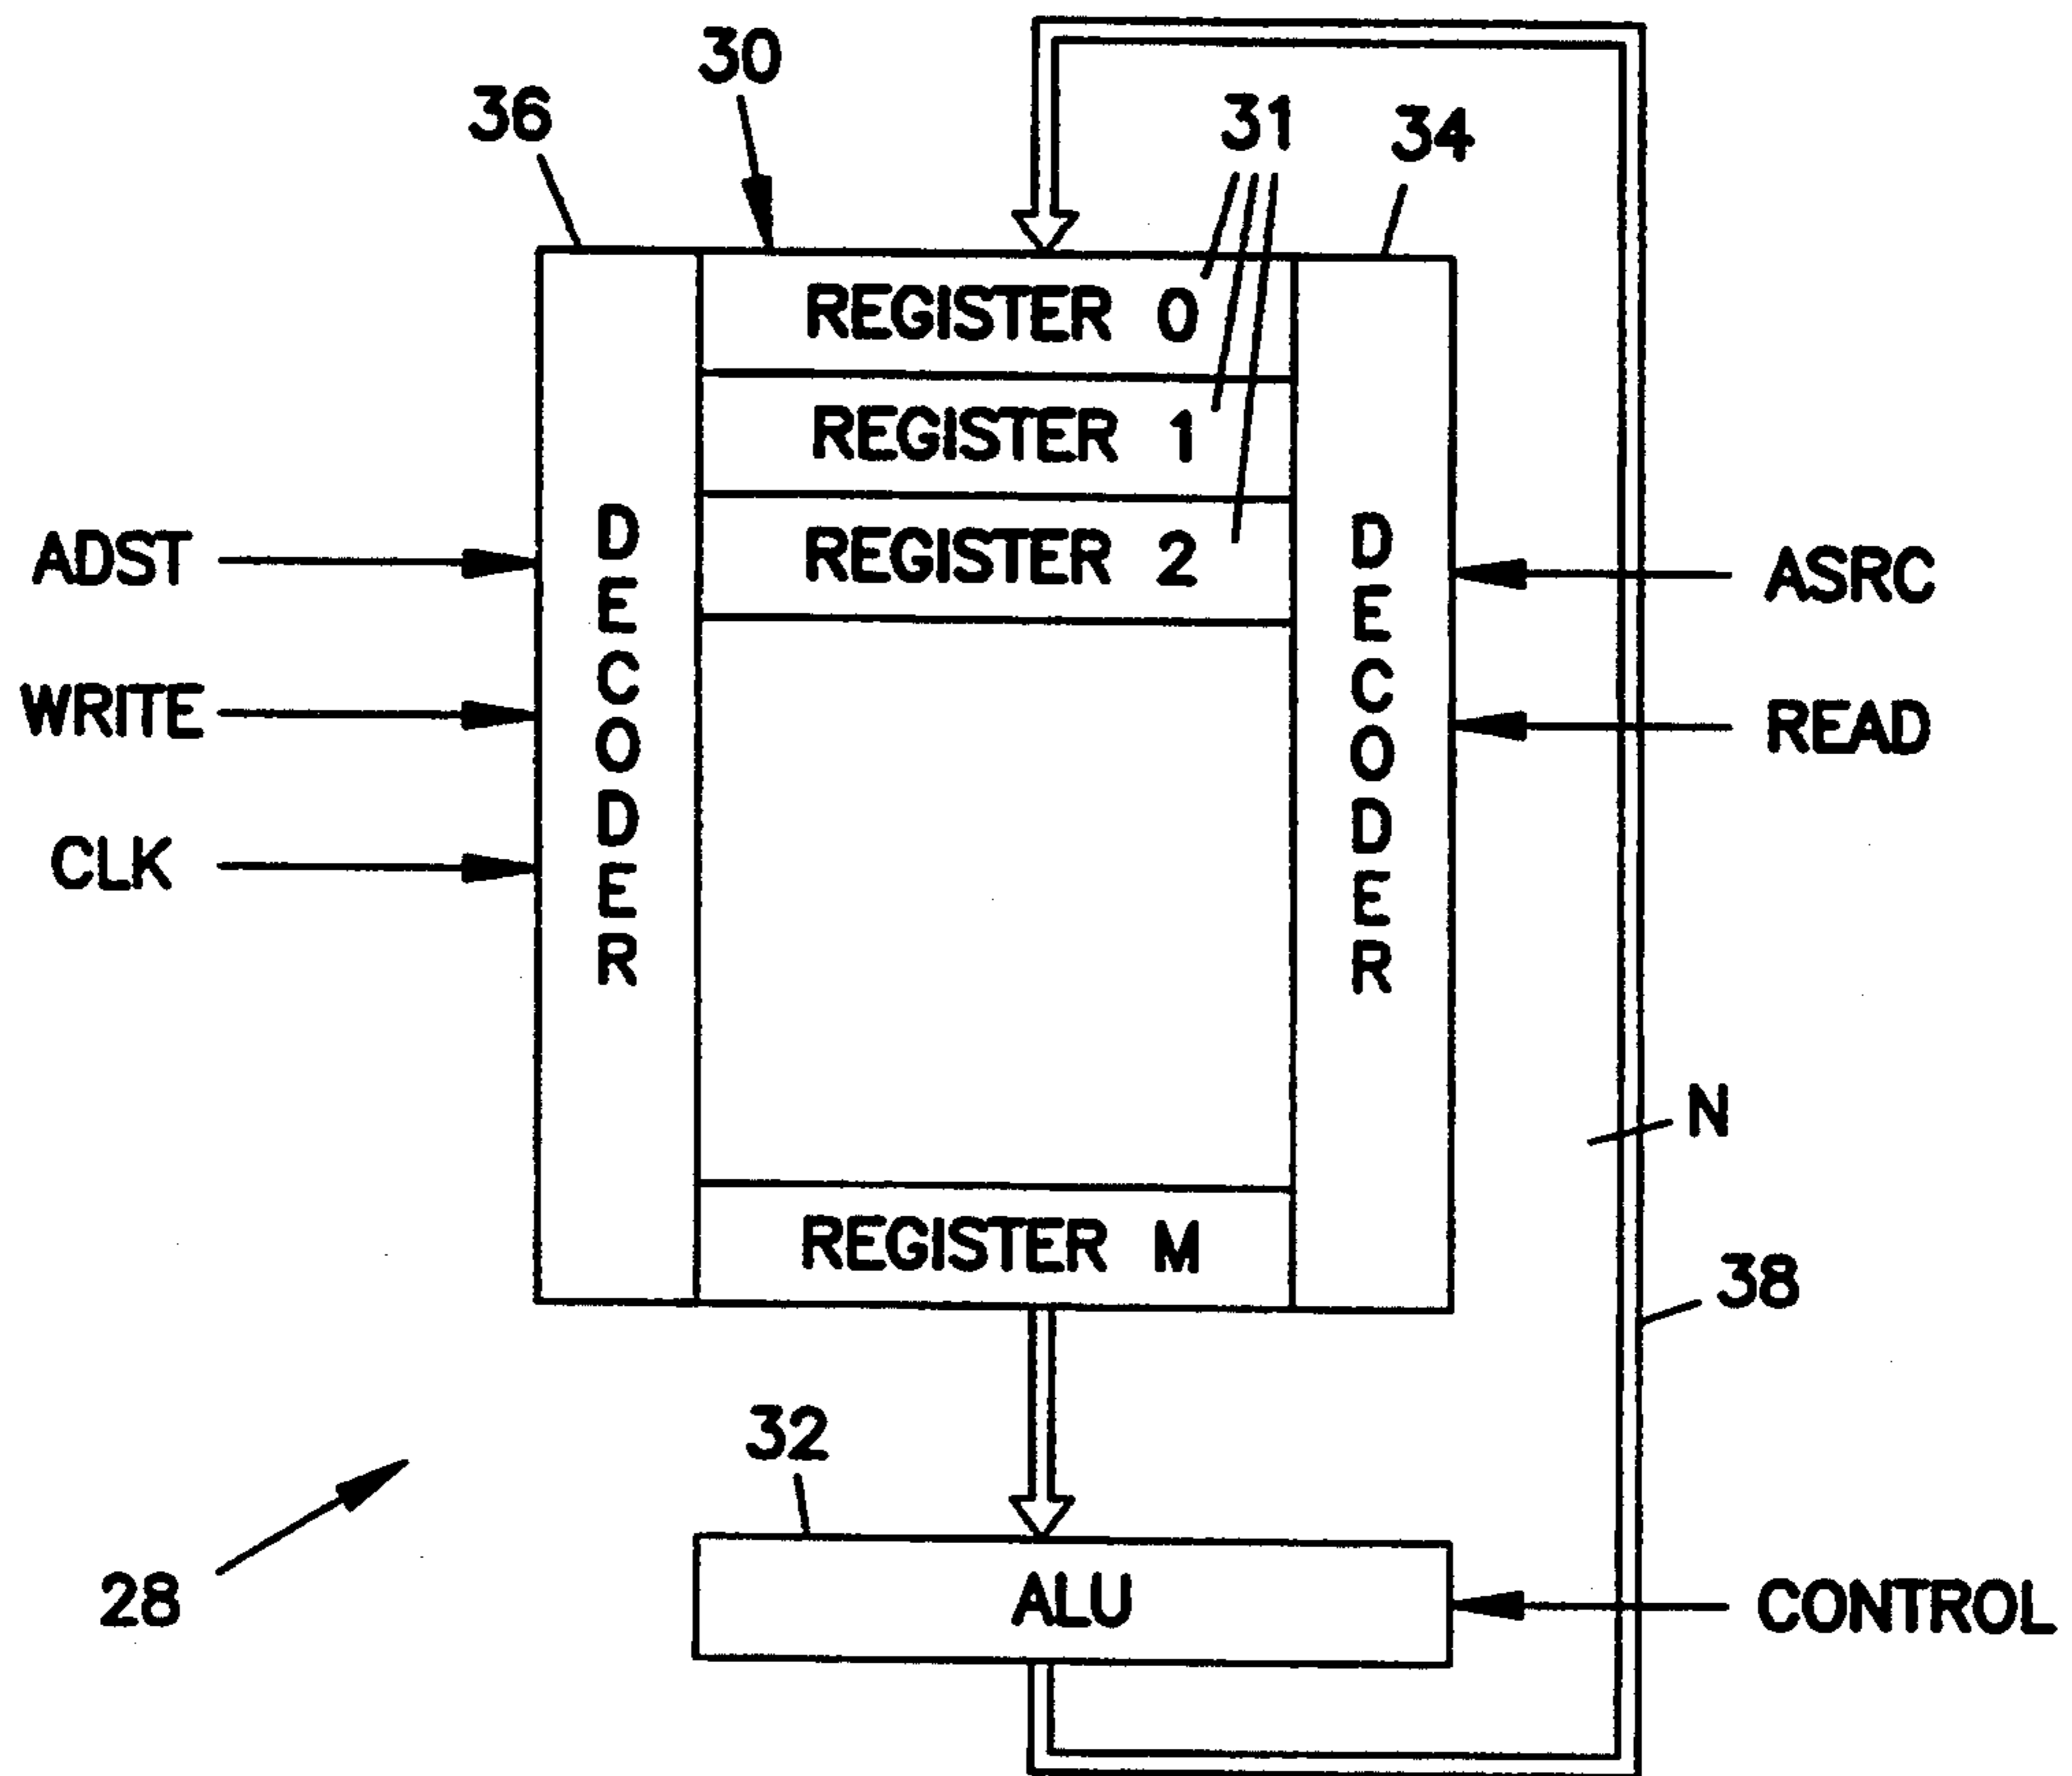 30
36
31
34
REGISTER 0
REGISTER 1
REGISTER 2
DECODER
DECODER
ADST
WRITE
CLK
ASRC
READ
N
REGISTER M
38
32
ALU
28
CONTROL